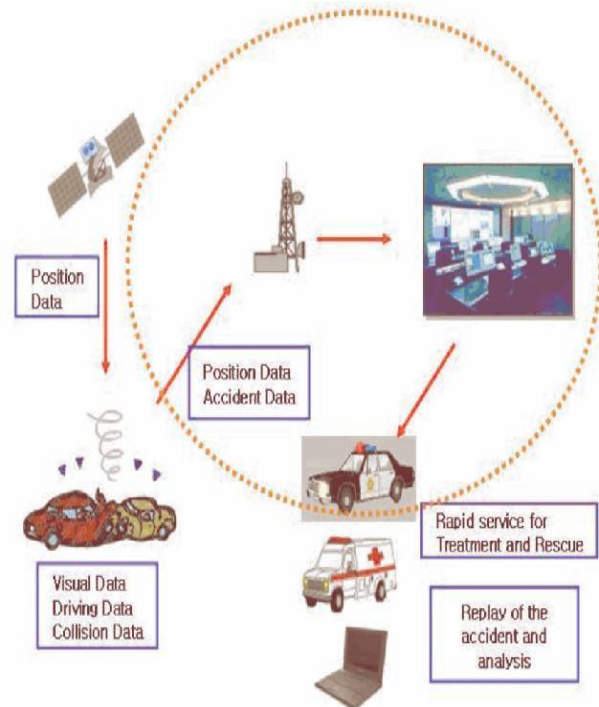 Position
Data
Position Data
Accident Data
Visual Data
Driving Data
Collision Data
Rapid service for
Treatment and Rescue
Replay of the
accident and
analysis